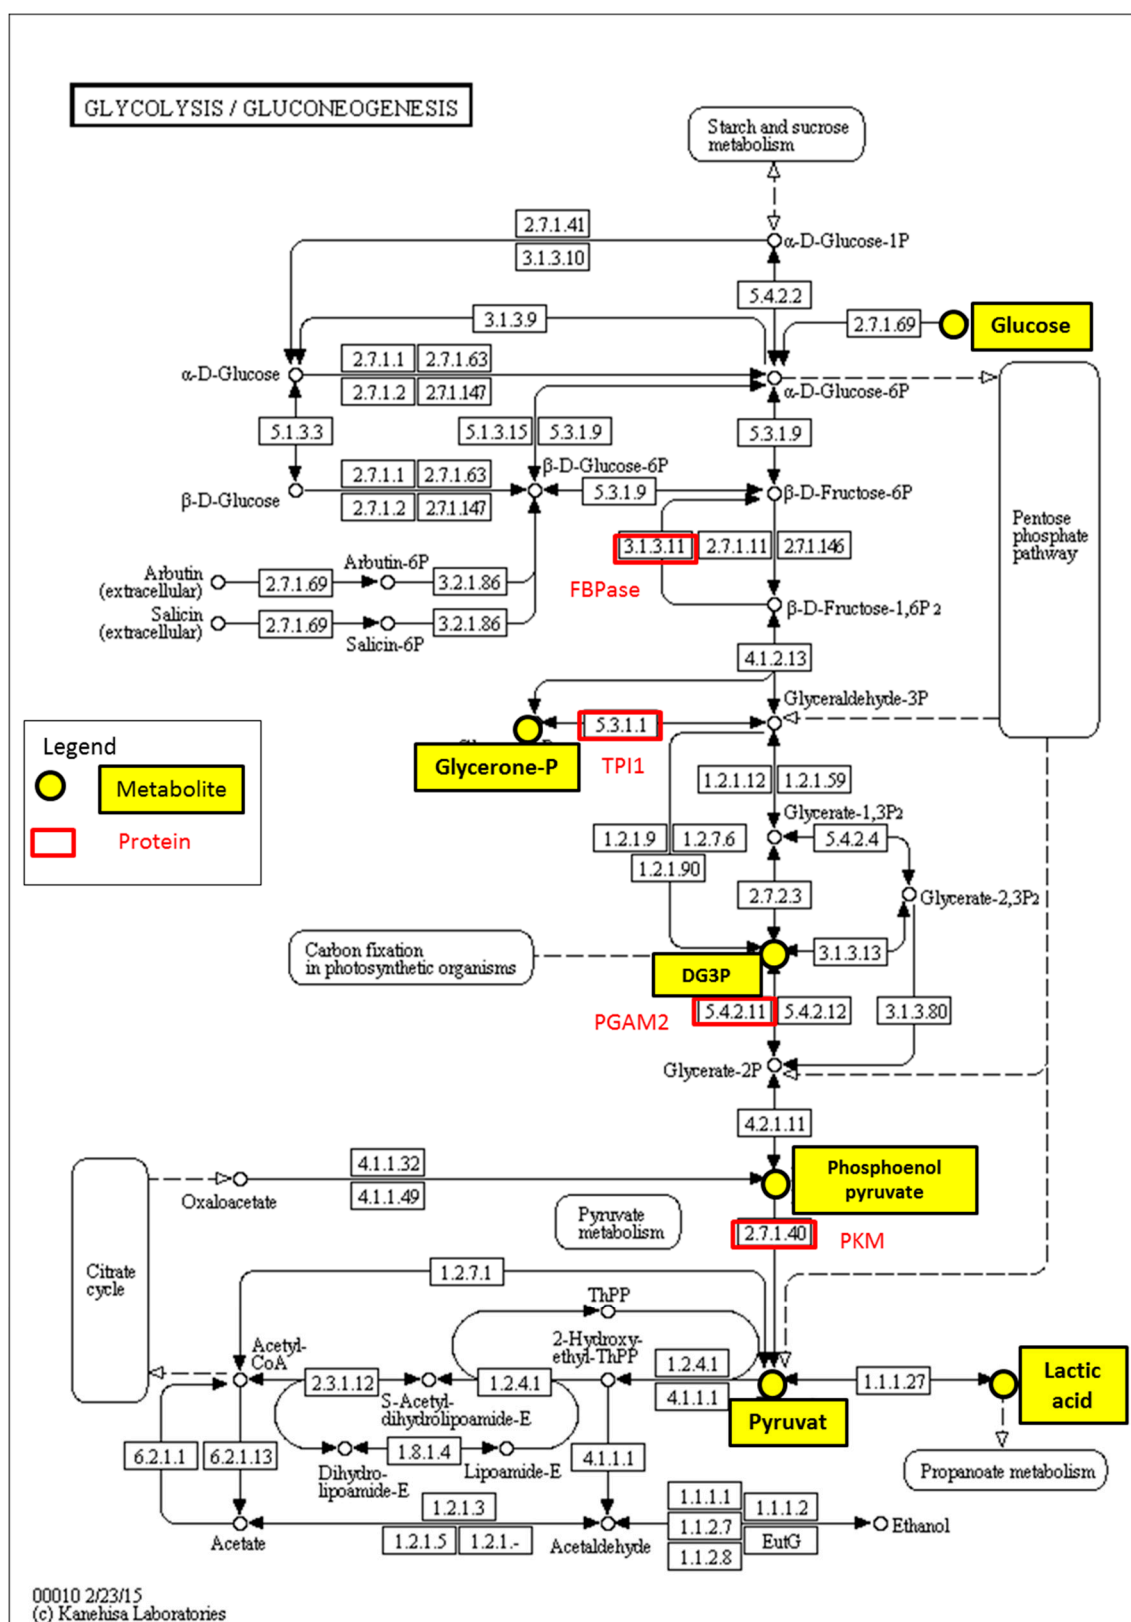 GLYCOLYSIS / GLUCONEOGENESIS
Starch and sucrose
metabolism
2.7.1.41
3.1.3.10
α-D-Glucose-1P
5.4.2.2
3.1.3.9
2.7.1.69
Glucose
2.7.1.1
2.7.1.63
α-D-Glucose
2.7.1.2
2.7.1.147
α-D-Glucose-6P
5.1.3.3
5.1.3.15
5.3.1.9
5.3.1.9
2.7.1.1
2.7.1.63
β-D-Glucose-6P
β-D-Glucose
2.7.1.2
2.7.1.147
5.3.1.9
β-D-Fructose-6P
Pentose
phosphate
pathway
3.1.3.11
2.7.1.11
2.7.1.146
FBPase
Arbutin
(extracellular)
2.7.1.69
Arbutin-6P
3.2.1.86
β-D-Fructose-1,6P2
Salicin
(extracellular)
2.7.1.69
Salicin-6P
3.2.1.86
4.1.2.13
Glyceraldehyde-3P
5.3.1.1
Glycerone-P
TPI1
Legend
Metabolite
Protein
1.2.1.12
1.2.1.59
Glycerate-1,3P2
1.2.1.9
1.2.7.6
5.4.2.4
1.2.1.90
2.7.2.3
Glycerate-2,3P2
Carbon fixation
in photosynthetic organisms
3.1.3.13
DG3P
PGAM2
5.4.2.11
5.4.2.12
3.1.3.80
Glycerate-2P
4.2.1.11
4.1.1.32
Oxaloacetate
4.1.1.49
Phosphoenol
pyruvate
Pyruvate
metabolism
2.7.1.40
PKM
Citrate
cycle
1.2.7.1
ThPP
Acetyl-
CoA
2-Hydroxy-
ethyl-ThPP
1.2.4.1
2.3.1.12
S-Acetyl-
dihydrolipoamide-E
1.2.4.1
4.1.1.1
Pyruvat
1.1.1.27
Lactic
acid
6.2.1.1
6.2.1.13
1.8.1.4
Dihydro-
lipoamide-E
Lipoamide-E
4.1.1.1
Propanoate metabolism
1.2.1.3
1.1.1.1
1.1.1.2
Acetate
1.2.1.5
1.2.1.-
Acetaldehyde
1.1.2.7
EutG
1.1.2.8
Ethanol
00010 2/23/15
(c) Kanehisa Laboratories